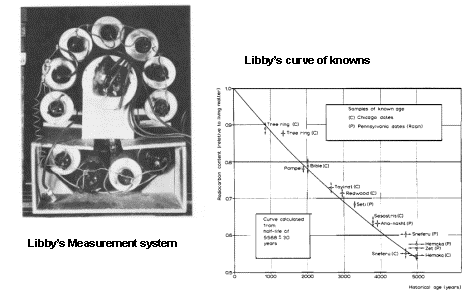 Libby's curve of knowns
Radiocarbon content (relative to living matter)
1.0
0.9
0.8
0.7
0.6
0.5
Samples of known age
(C) Chicago dates
(P) Pennsylvania dates (Rosn)
Tree ring (C)
Tree ring (C)
Bible (C)
Pompeii
Tayinat (C)
Redwood (C)
Seti (P)
Sesostris (C)
Aha-nakht (P)
Sneferu (P)
Hemaka (P)
Zet (P)
Sneferu (C)
Hemaka (C)
Curve calculated
from
half-life of
5568 ± 30
years
0
1000
2000
3000
4000
5000
Historical age (years)
Libby's Measurement system